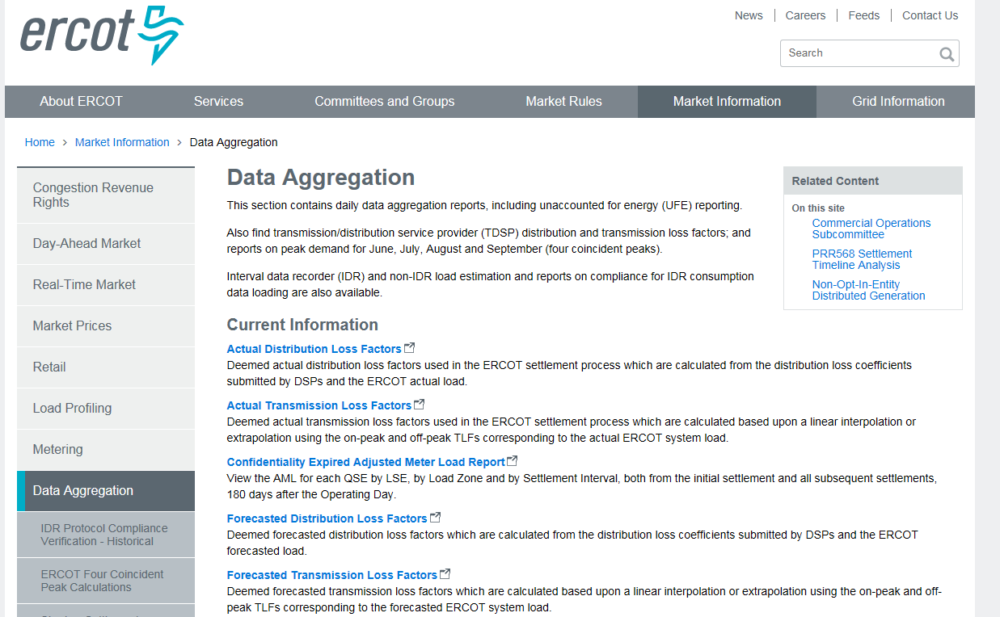 ercot
News
Careers
Feeds
Contact Us
Search
About ERCOT
Services
Committees and Groups
Market Rules
Market Information
Grid Information
Home > Market Information > Data Aggregation
Congestion Revenue
Rights
Day-Ahead Market
Real-Time Market
Market Prices
Retail
Load Profiling
Metering
Data Aggregation
IDR Protocol Compliance
Verification - Historical
ERCOT Four Coincident
Peak Calculations
Data Aggregation
This section contains daily data aggregation reports, including unaccounted for energy (UFE) reporting.
Also find transmission/distribution service provider (TDSP) distribution and transmission loss factors; and
reports on peak demand for June, July, August and September (four coincident peaks).
Interval data recorder (IDR) and non-IDR load estimation and reports on compliance for IDR consumption
data loading are also available.
Current Information
Actual Distribution Loss Factors
Deemed actual distribution loss factors used in the ERCOT settlement process which are calculated from the distribution loss coefficients
submitted by DSPs and the ERCOT actual load.
Actual Transmission Loss Factors
Deemed actual transmission loss factors used in the ERCOT settlement process which are calculated based upon a linear interpolation or
extrapolation using the on-peak and off-peak TLFs corresponding to the actual ERCOT system load.
Confidentiality Expired Adjusted Meter Load Report
View the AML for each QSE by LSE, by Load Zone and by Settlement Interval, both from the initial settlement and all subsequent settlements,
180 days after the Operating Day.
Forecasted Distribution Loss Factors
Deemed forecasted distribution loss factors which are calculated from the distribution loss coefficients submitted by DSPs and the ERCOT
forecasted load.
Forecasted Transmission Loss Factors
Deemed forecasted transmission loss factors which are calculated based upon a linear interpolation or extrapolation using the on-peak and off-
peak TLFs corresponding to the forecasted ERCOT system load.
Related Content
On this site
Commercial Operations
Subcommittee
PRR568 Settlement
Timeline Analysis
Non-Opt-In-Entity
Distributed Generation